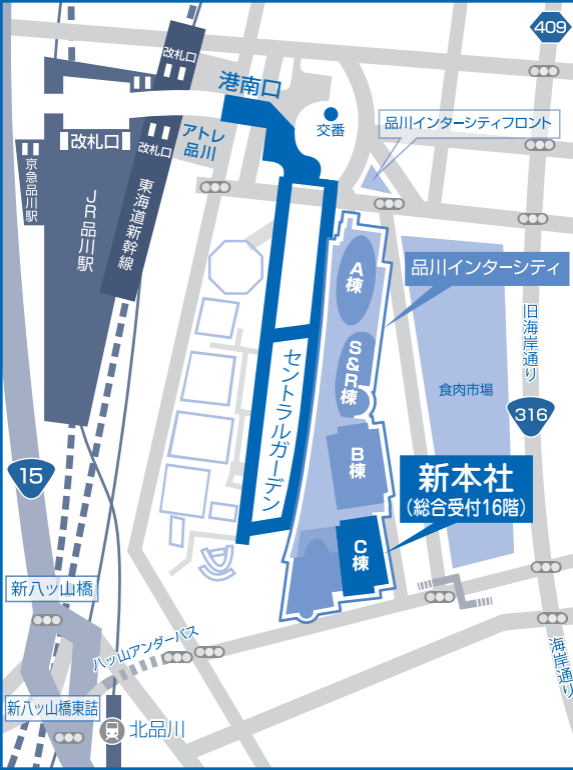 409
改札口
港南口
交番
品川インターシティフロント
アトレ
品川
改札口
改札口
京急品川駅
JR品川駅
東海道新幹線
品川インターシティ
A棟
S&R棟
B棟
C棟
セントラルガーデン
食肉市場
旧海岸通り
316
新本社
(総合受付16階)
15
新八ッ山橋
八ッ山アンダーパス
海岸通り
新八ッ山橋東詰
北品川